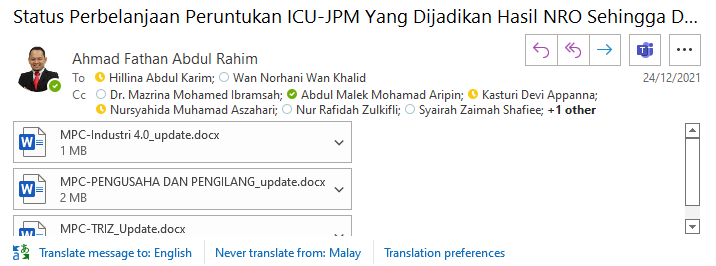 Status Perbelanjaan Peruntukan ICU-JPM Yang Dijadikan Hasil NRO Sehingga D...
Ahmad Fathan Abdul Rahim
To Hillina Abdul Karim; Wan Norhani Wan Khalid
24/12/2021
Cc Dr. Mazrina Mohamed Ibramsah; Abdul Malek Mohamad Aripin; Kasturi Devi Appanna;
Nursyahida Muhamad Aszahari; Nur Rafidah Zulkifli; Syairah Zaimah Shafiee; +1 other
MPC-Industri 4.0_update.docx
1 MB
MPC-PENGUSAHA DAN PENGILANG_update.docx
2 MB
MPC-TRIZ_Update.docx
Translate message to: English
Never translate from: Malay
Translation preferences